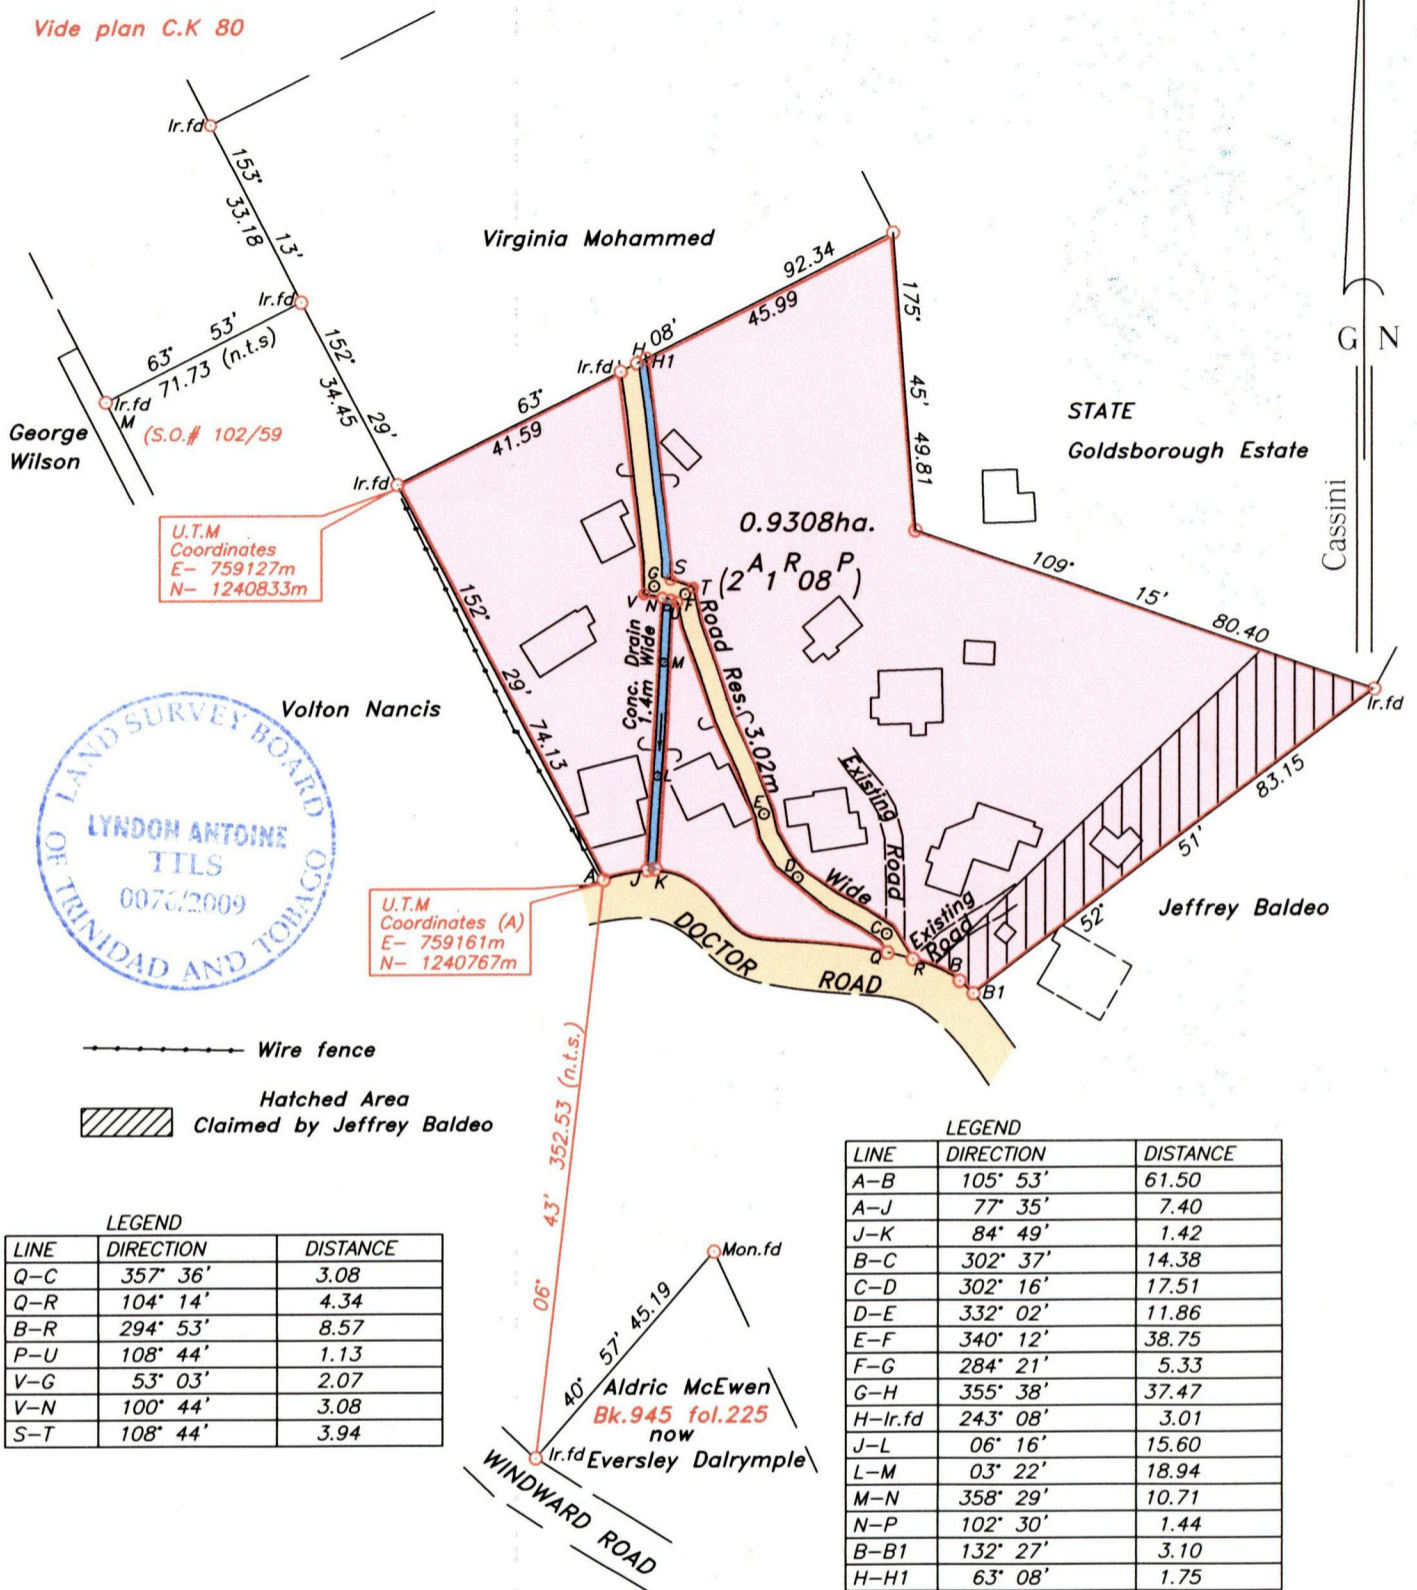 Vide plan C.K 80
Ir.fd
153° 13'
33.18
Virginia Mohammed
92.34
45.99
08'
H
H1
Ir.fd
175° 45' 49.81
G N
Cassini
Ir.fd
63° 53'
71.73 (n.t.s)
152° 29'
34.45
63°
41.59
Ir.fd
M
(S.O.# 102/59
George
Wilson
STATE
Goldsborough Estate
Ir.fd
U.T.M
Coordinates
E- 759127m
N- 1240833m
0.9308ha.
(2A 1R 08P)
109° 15' 80.40
G
S
T
V
N
F
U
M
L
Conc. Drain
1.4m Wide
Road Res. 3.02m Wide
152° 29' 74.13
Volton Nancis
Ir.fd
83.15
51'
52°
Jeffrey Baldeo
Existing
Road
Existing
Road
E
D
C
Q
R
B
B1
A
J
K
DOCTOR ROAD
LAND SURVEY BOARD
OF TRINIDAD AND TOBAGO
LYNDON ANTOINE
TTLS
0076/2009
U.T.M
Coordinates (A)
E- 759161m
N- 1240767m
Wire fence
Hatched Area
Claimed by Jeffrey Baldeo
06° 43' 352.53 (n.t.s.)
Mon.fd
40° 57' 45.19
Aldric McEwen
Bk.945 fol.225
now
Eversley Dalrymple
Ir.fd
WINDWARD ROAD
LEGEND
LINE DIRECTION DISTANCE
Q-C 357° 36' 3.08
Q-R 104° 14' 4.34
B-R 294° 53' 8.57
P-U 108° 44' 1.13
V-G 53° 03' 2.07
V-N 100° 44' 3.08
S-T 108° 44' 3.94
LEGEND
LINE DIRECTION DISTANCE
A-B 105° 53' 61.50
A-J 77° 35' 7.40
J-K 84° 49' 1.42
B-C 302° 37' 14.38
C-D 302° 16' 17.51
D-E 332° 02' 11.86
E-F 340° 12' 38.75
F-G 284° 21' 5.33
G-H 355° 38' 37.47
H-Ir.fd 243° 08' 3.01
J-L 06° 16' 15.60
L-M 03° 22' 18.94
M-N 358° 29' 10.71
N-P 102° 30' 1.44
B-B1 132° 27' 3.10
H-H1 63° 08' 1.75